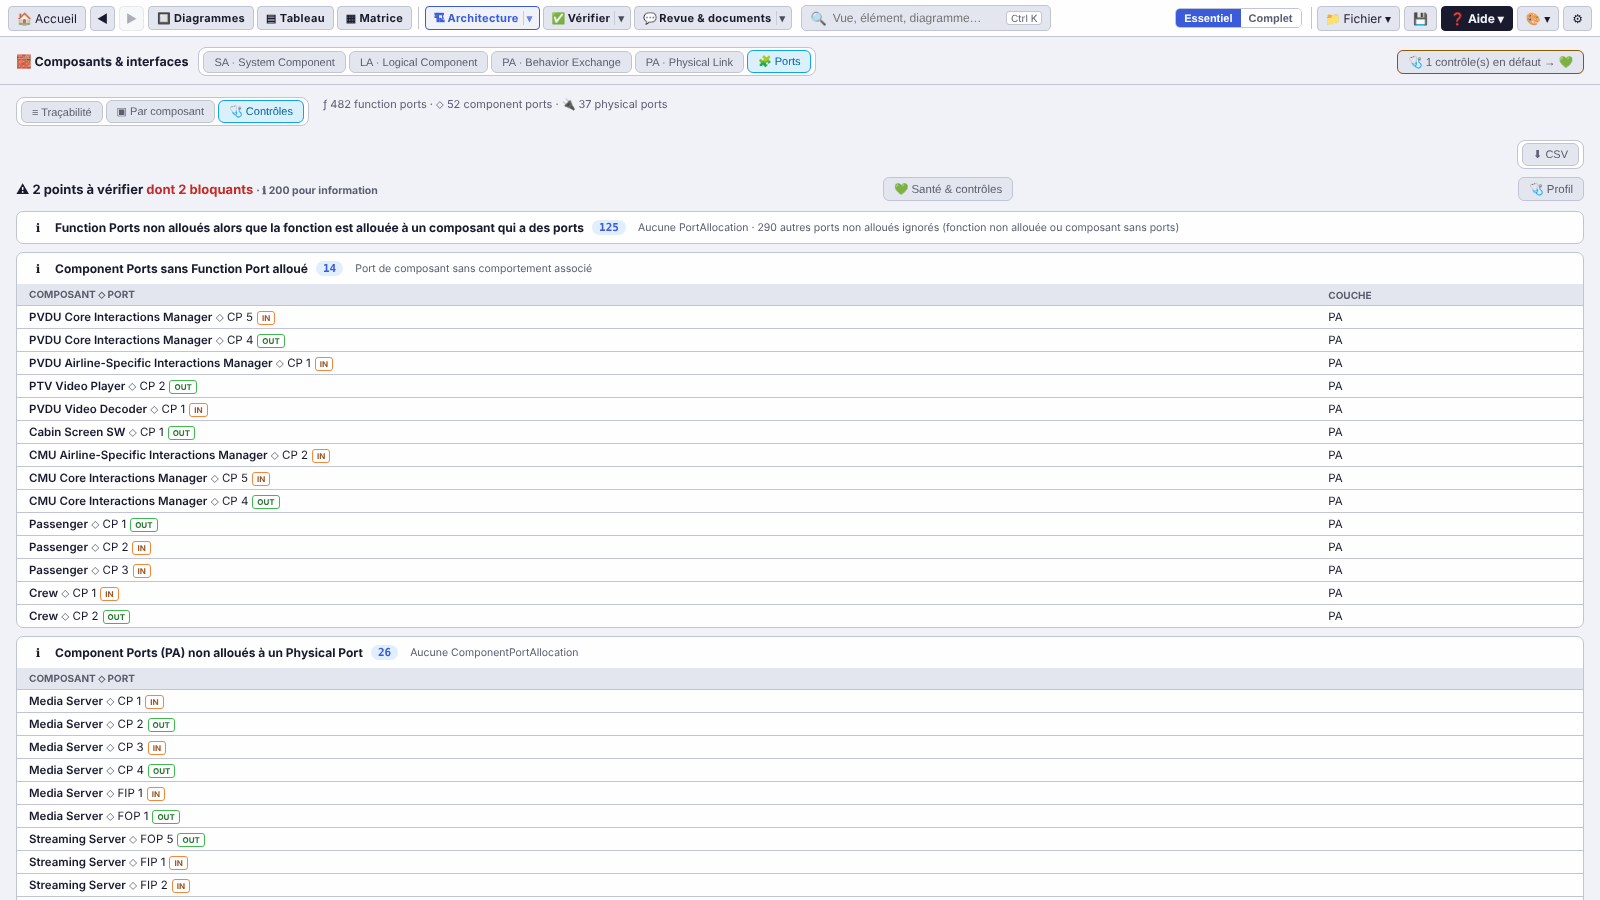 🏠 Accueil ◀ ▶ 🔲 Diagrammes ▤ Tableau ▦ Matrice 🏗 Architecture ▾ ✅ Vérifier ▾ 💬 Revue & documents ▾ 🔍 Vue, élément, diagramme… Ctrl K Essentiel Complet 📁 Fichier ▾ 💾 ❓ Aide ▾ 🎨 ▾ ⚙
🧱 Composants & interfaces SA · System Component LA · Logical Component PA · Behavior Exchange PA · Physical Link 🧩 Ports 🩺 1 contrôle(s) en défaut → 💚
≡ Traçabilité ▣ Par composant 🩺 Contrôles ƒ 482 function ports · ◇ 52 component ports · 🔌 37 physical ports
⬇ CSV
⚠ 2 points à vérifier dont 2 bloquants · ℹ 200 pour information 💚 Santé & contrôles 🩺 Profil
ℹ Function Ports non alloués alors que la fonction est allouée à un composant qui a des ports 125 Aucune PortAllocation · 290 autres ports non alloués ignorés (fonction non allouée ou composant sans ports)
ℹ Component Ports sans Function Port alloué 14 Port de composant sans comportement associé
COMPOSANT ◇ PORT COUCHE
PVDU Core Interactions Manager ◇ CP 5 IN PA
PVDU Core Interactions Manager ◇ CP 4 OUT PA
PVDU Airline-Specific Interactions Manager ◇ CP 1 IN PA
PTV Video Player ◇ CP 2 OUT PA
PVDU Video Decoder ◇ CP 1 IN PA
Cabin Screen SW ◇ CP 1 OUT PA
CMU Airline-Specific Interactions Manager ◇ CP 2 IN PA
CMU Core Interactions Manager ◇ CP 5 IN PA
CMU Core Interactions Manager ◇ CP 4 OUT PA
Passenger ◇ CP 1 OUT PA
Passenger ◇ CP 2 IN PA
Passenger ◇ CP 3 IN PA
Crew ◇ CP 1 IN PA
Crew ◇ CP 2 OUT PA
ℹ Component Ports (PA) non alloués à un Physical Port 26 Aucune ComponentPortAllocation
COMPOSANT ◇ PORT
Media Server ◇ CP 1 IN
Media Server ◇ CP 2 OUT
Media Server ◇ CP 3 IN
Media Server ◇ CP 4 OUT
Media Server ◇ FIP 1 IN
Media Server ◇ FOP 1 OUT
Streaming Server ◇ FOP 5 OUT
Streaming Server ◇ FIP 1 IN
Streaming Server ◇ FIP 2 IN